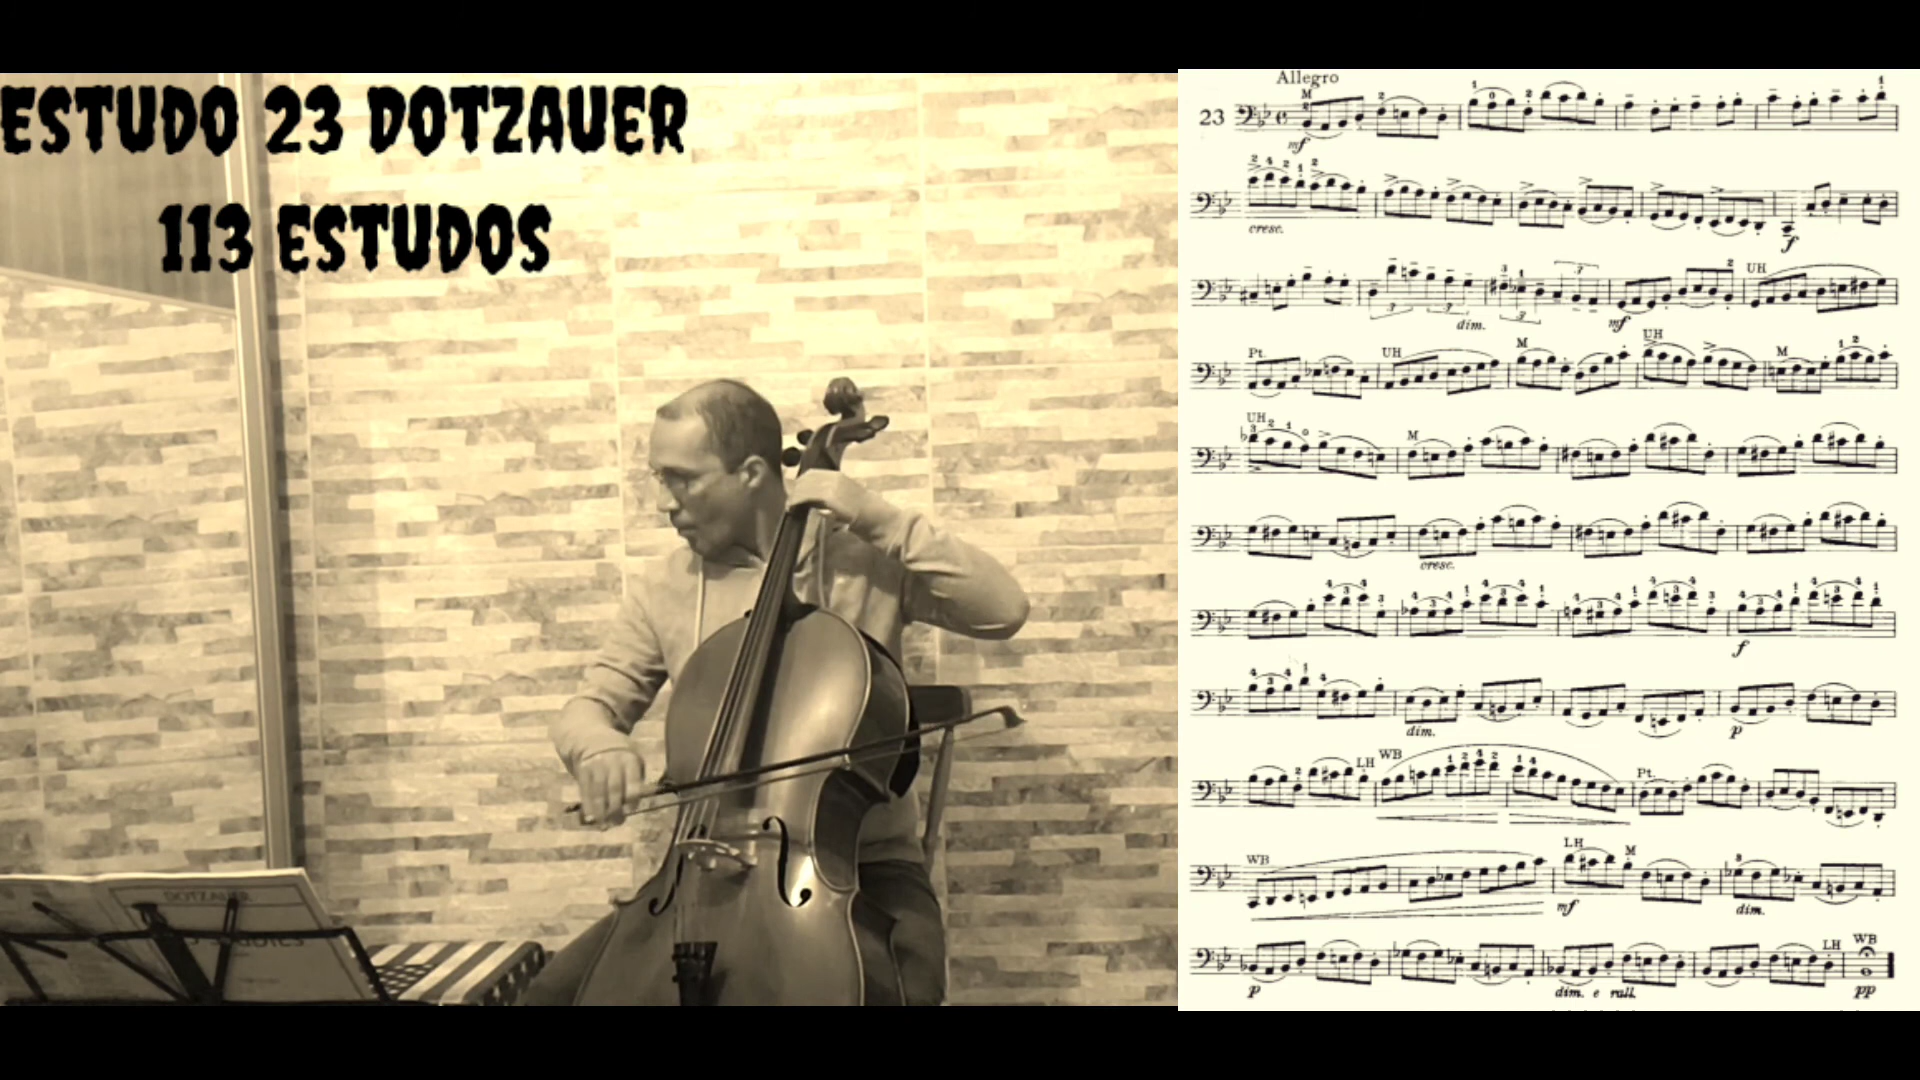 ESTUDO 23 DOTZAUER
113 ESTUDOS
DOTZAUER
Allegro
M
23
mf
cresc.
f
UH
dim.
mf
Pt.
UH
M
UH
M
UH
M
cresc.
f
dim.
p
LH
WB
Pt.
WB
LH
M
mf
dim.
LH
WB
p
dim. e rall.
pp